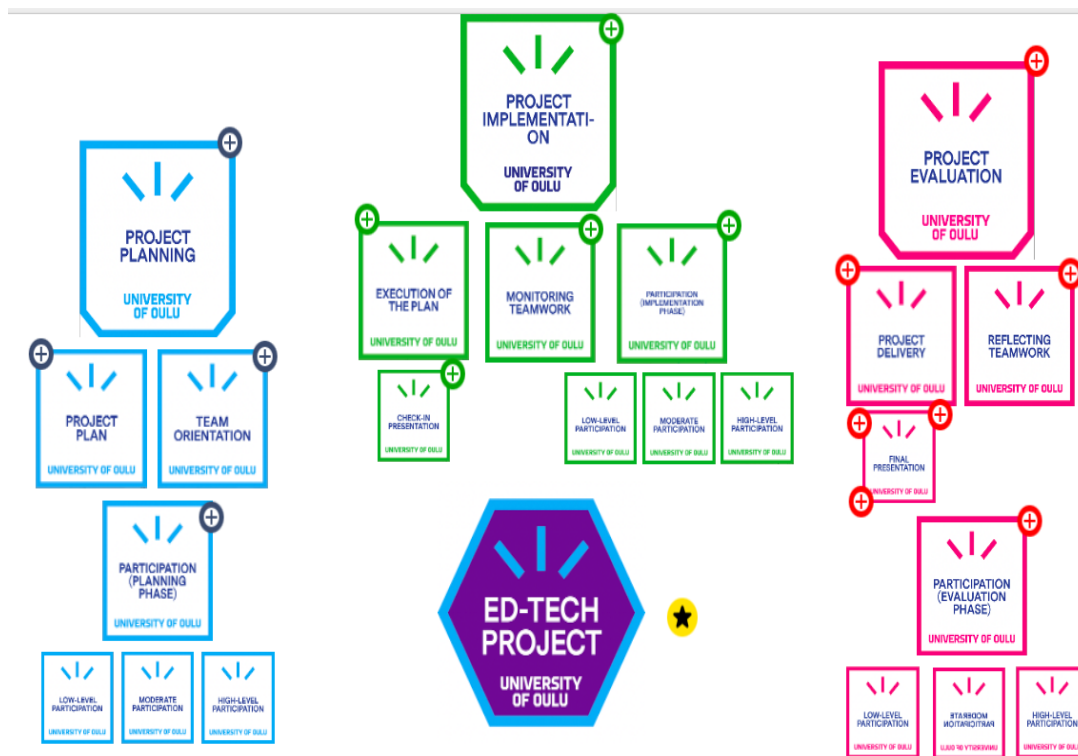 PROJECT
PLANNING
UNIVERSITY
OF OULU
PROJECT
PLAN
UNIVERSITY OF OULU
TEAM
ORIENTATION
UNIVERSITY OF OULU
PARTICIPATION
(PLANNING
PHASE)
UNIVERSITY OF OULU
LOW-LEVEL
PARTICIPATION
UNIVERSITY OF OULU
MODERATE
PARTICIPATION
UNIVERSITY OF OULU
HIGH-LEVEL
PARTICIPATION
UNIVERSITY OF OULU
PROJECT
IMPLEMENTATI-
ON
UNIVERSITY
OF OULU
EXECUTION OF
THE PLAN
UNIVERSITY OF OULU
MONITORING
TEAMWORK
UNIVERSITY OF OULU
PARTICIPATION
(IMPLEMENTATION
PHASE)
UNIVERSITY OF OULU
CHECK-IN
PRESENTATION
UNIVERSITY OF OULU
LOW-LEVEL
PARTICIPATION
UNIVERSITY OF OULU
MODERATE
PARTICIPATION
UNIVERSITY OF OULU
HIGH-LEVEL
PARTICIPATION
UNIVERSITY OF OULU
ED-TECH
PROJECT
UNIVERSITY
OF OULU
PROJECT
EVALUATION
UNIVERSITY
OF OULU
PROJECT
DELIVERY
UNIVERSITY OF OULU
REFLECTING
TEAMWORK
UNIVERSITY OF OULU
FINAL
PRESENTATION
UNIVERSITY OF OULU
PARTICIPATION
(EVALUATION
PHASE)
UNIVERSITY OF OULU
LOW-LEVEL
PARTICIPATION
UNIVERSITY OF OULU
MODERATE
PARTICIPATION
UNIVERSITY OF OULU
HIGH-LEVEL
PARTICIPATION
UNIVERSITY OF OULU